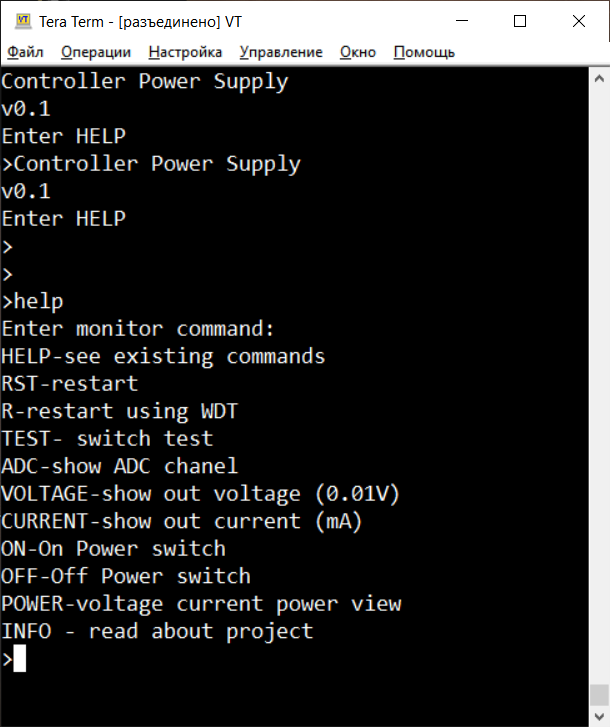 Tera Term - [разъединено] VT
Файл Операции Настройка Управление Окно Помощь
Controller Power Supply
v0.1
Enter HELP
>Controller Power Supply
v0.1
Enter HELP
>
>
>help
Enter monitor command:
HELP-see existing commands
RST-restart
R-restart using WDT
TEST- switch test
ADC-show ADC chanel
VOLTAGE-show out voltage (0.01V)
CURRENT-show out current (mA)
ON-On Power switch
OFF-Off Power switch
POWER-voltage current power view
INFO - read about project
>